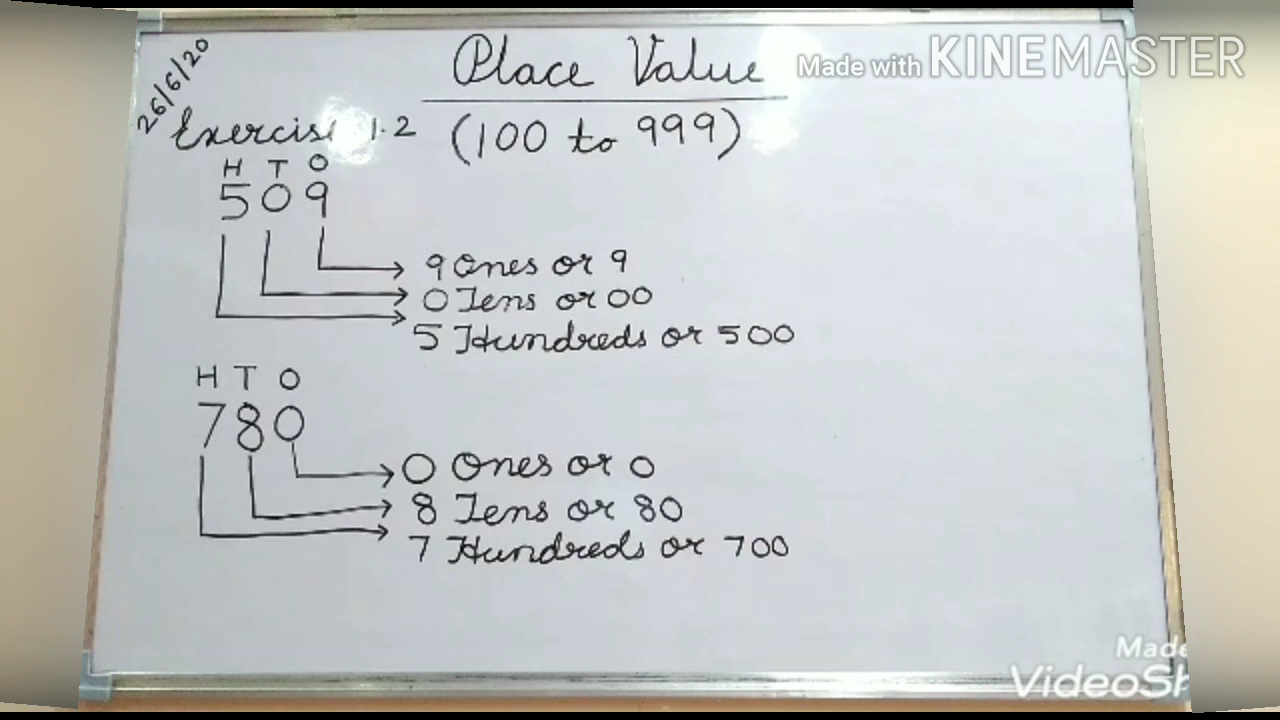 26/6/20
Place Value
Made with KINEMASTER
Exercise 1.2
(100 to 999)
H T O
509
9 Ones or 9
0 Tens or 00
5 Hundreds or 500
H T O
780
0 Ones or 0
8 Tens or 80
7 Hundreds or 700
Made
VideoSh